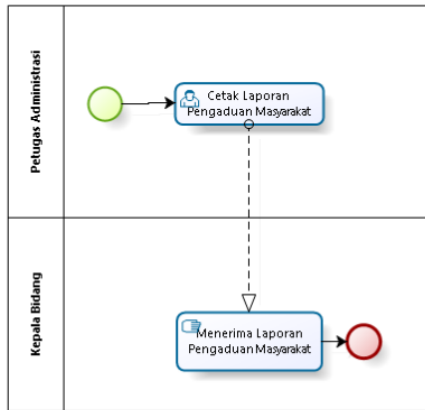 Petugas Administrasi
Cetak Laporan
Pengaduan Masyarakat
Kepala Bidang
Menerima Laporan
Pengaduan Masyarakat